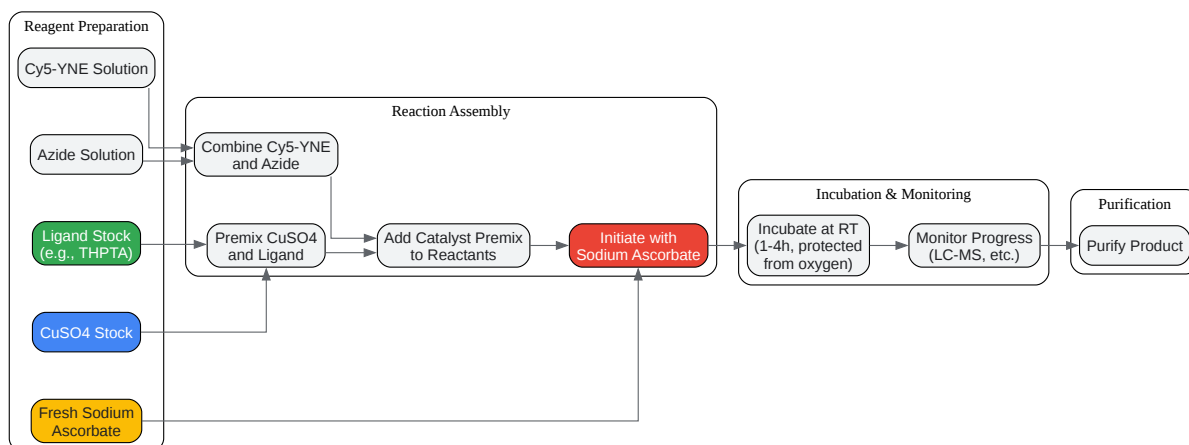 Reagent Preparation
Cy5-YNE Solution
Azide Solution
Ligand Stock
(e.g., THPTA)
CuSO4 Stock
Fresh Sodium
Ascorbate
Reaction Assembly
Combine Cy5-YNE
and Azide
Premix CuSO4
and Ligand
Add Catalyst Premix
to Reactants
Initiate with
Sodium Ascorbate
Incubation & Monitoring
Incubate at RT
(1-4h, protected
from oxygen)
Monitor Progress
(LC-MS, etc.)
Purification
Purify Product